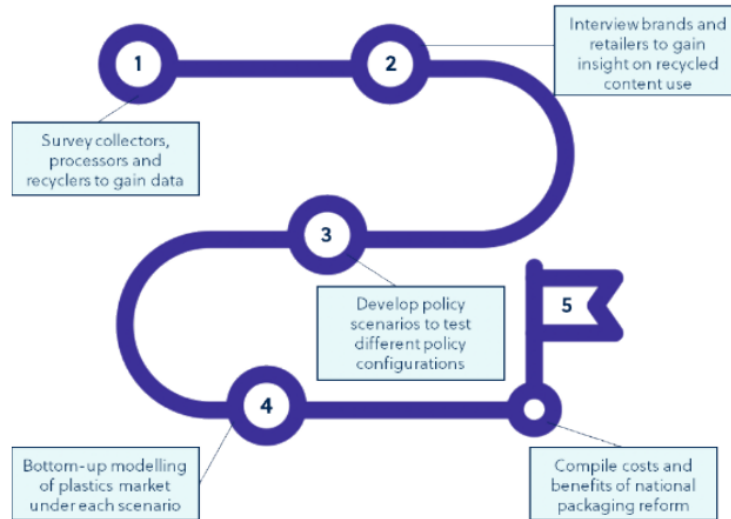 1
Survey collectors,
processors and
recyclers to gain data
2
Interview brands and
retailers to gain
insight on recycled
content use
3
Develop policy
scenarios to test
different policy
configurations
4
Bottom-up modelling
of plastics market
under each scenario
5
Compile costs and
benefits of national
packaging reform